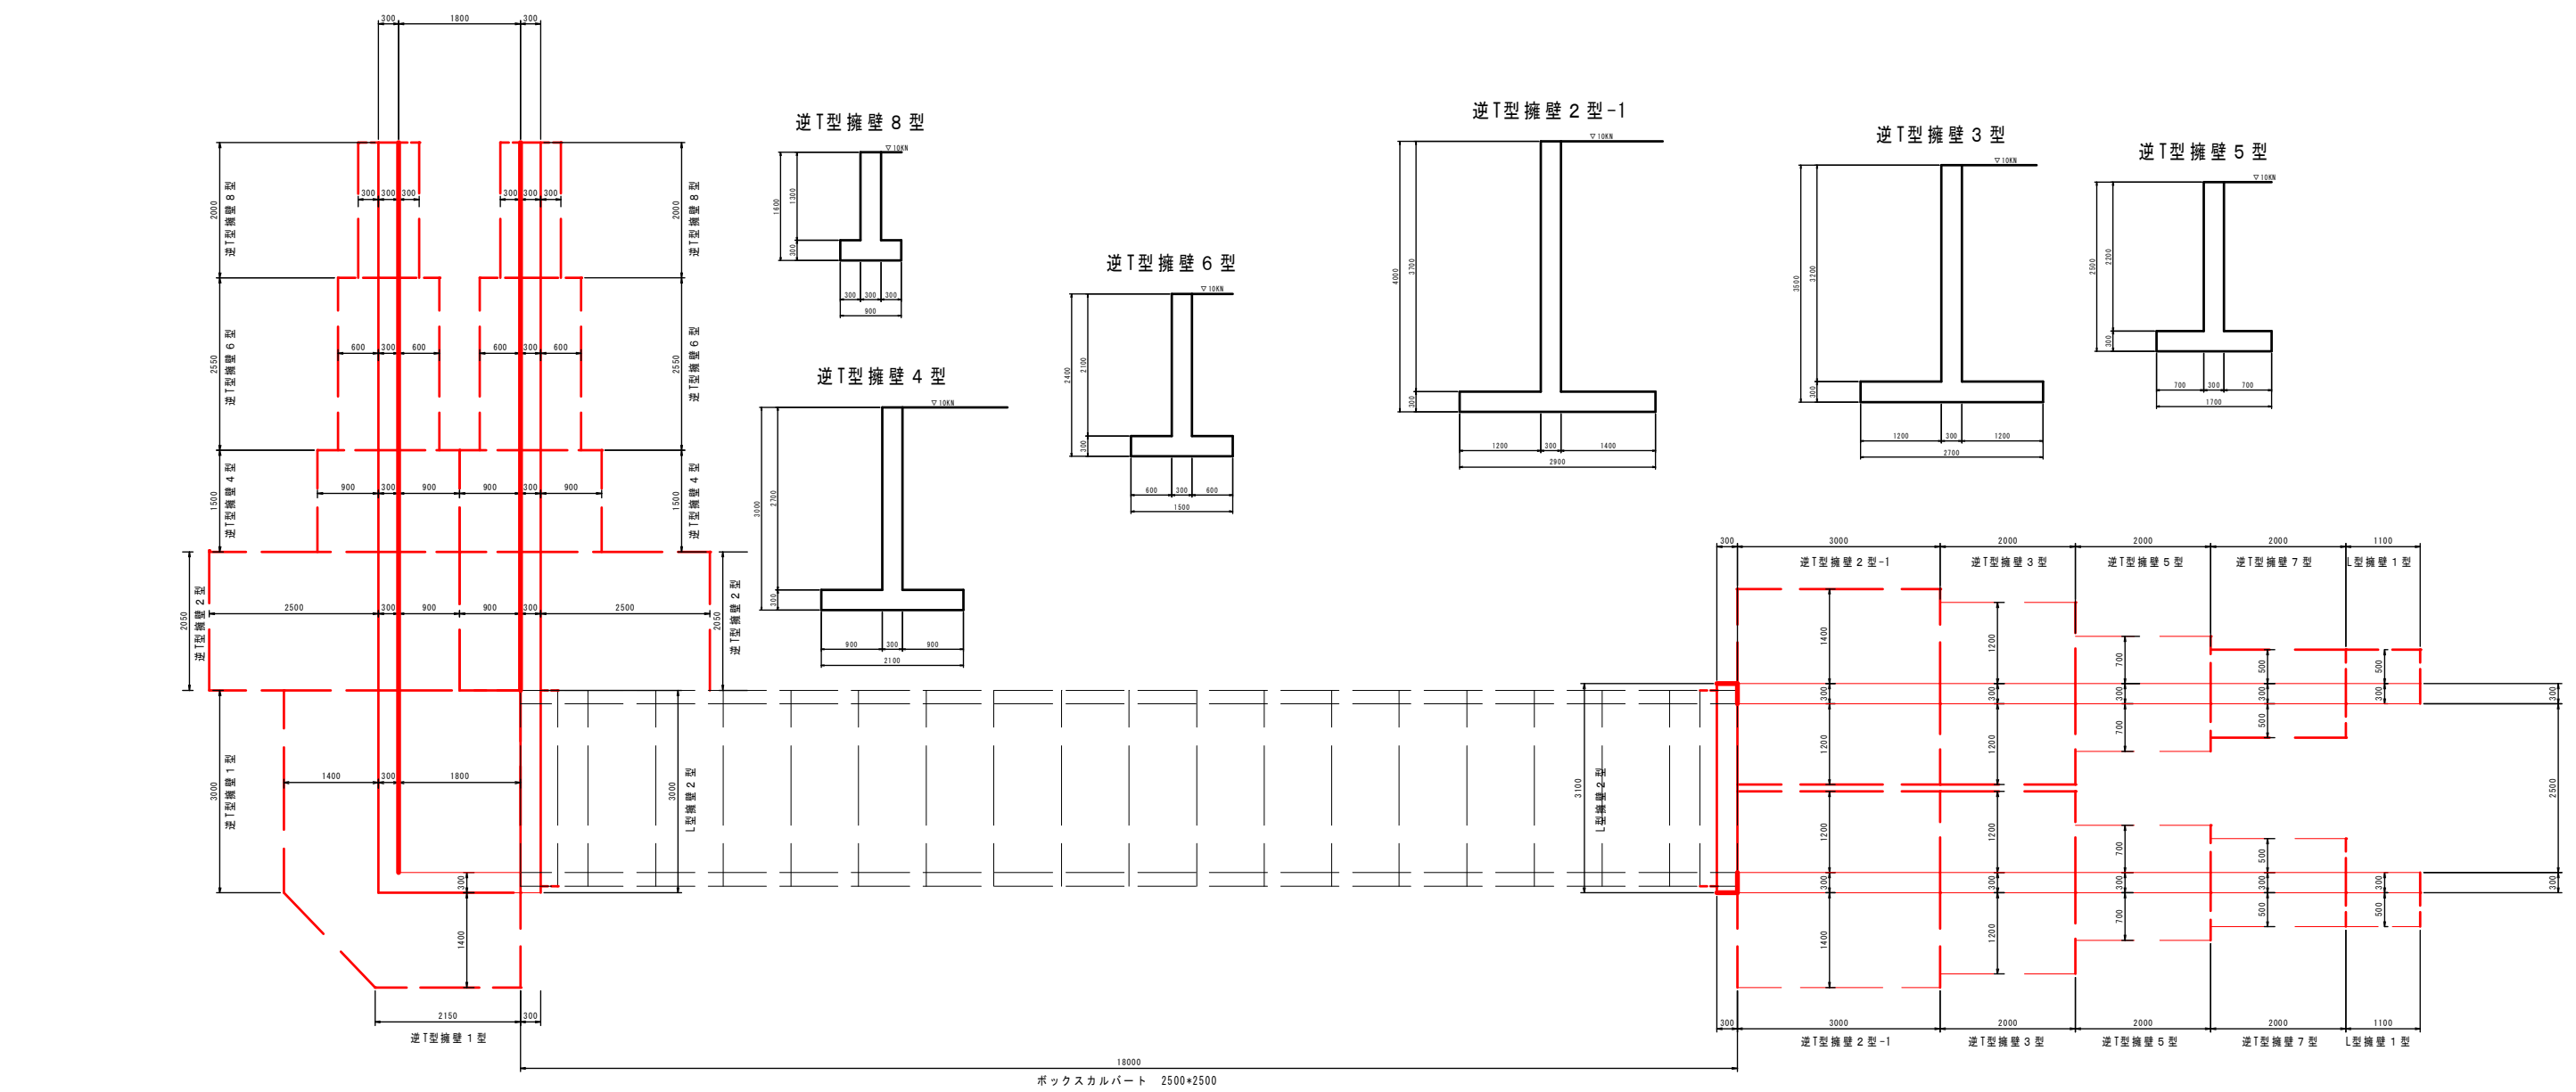 300 1800 300
逆T型擁壁8型
▽10KN
1600
1300
300
300 300 300
900
逆T型擁壁6型
▽10KN
2400
2100
300
600 300 600
1500
逆T型擁壁4型
▽10KN
3000
2700
300
900 300 900
2100
逆T型擁壁2型-1
▽10KN
4000
3700
300
1200 300 1400
2900
逆T型擁壁3型
▽10KN
3500
3200
300
1200 300 1200
2700
逆T型擁壁5型
▽10KN
2500
2200
300
700 300 700
1700
2000
逆T型擁壁8型
300 300 300
300 300 300
2000
逆T型擁壁8型
2550
逆T型擁壁6型
600 300 600
600 300 600
2550
逆T型擁壁6型
1500
逆T型擁壁4型
900 300 900 900 300 900
1500
逆T型擁壁4型
2050
逆T型擁壁2型
2500 300 900 900 300 2500
2050
逆T型擁壁2型
3000
逆T型擁壁1型
1400 300 1800
3000
L型擁壁2型
300
1400
2150 300
逆T型擁壁1型
18000
ボックスカルバート 2500*2500
3100
L型擁壁2型
300 3000 2000 2000 2000 1100
逆T型擁壁2型-1 逆T型擁壁3型 逆T型擁壁5型 逆T型擁壁7型 L型擁壁1型
1400
300
1200
1200
300
1400
1200
300
1200
1200
300
1200
700
300
700
700
300
700
500
300
500
500
300
500
500
300
300
500
300
2500
300
300 3000 2000 2000 2000 1100
逆T型擁壁2型-1 逆T型擁壁3型 逆T型擁壁5型 逆T型擁壁7型 L型擁壁1型